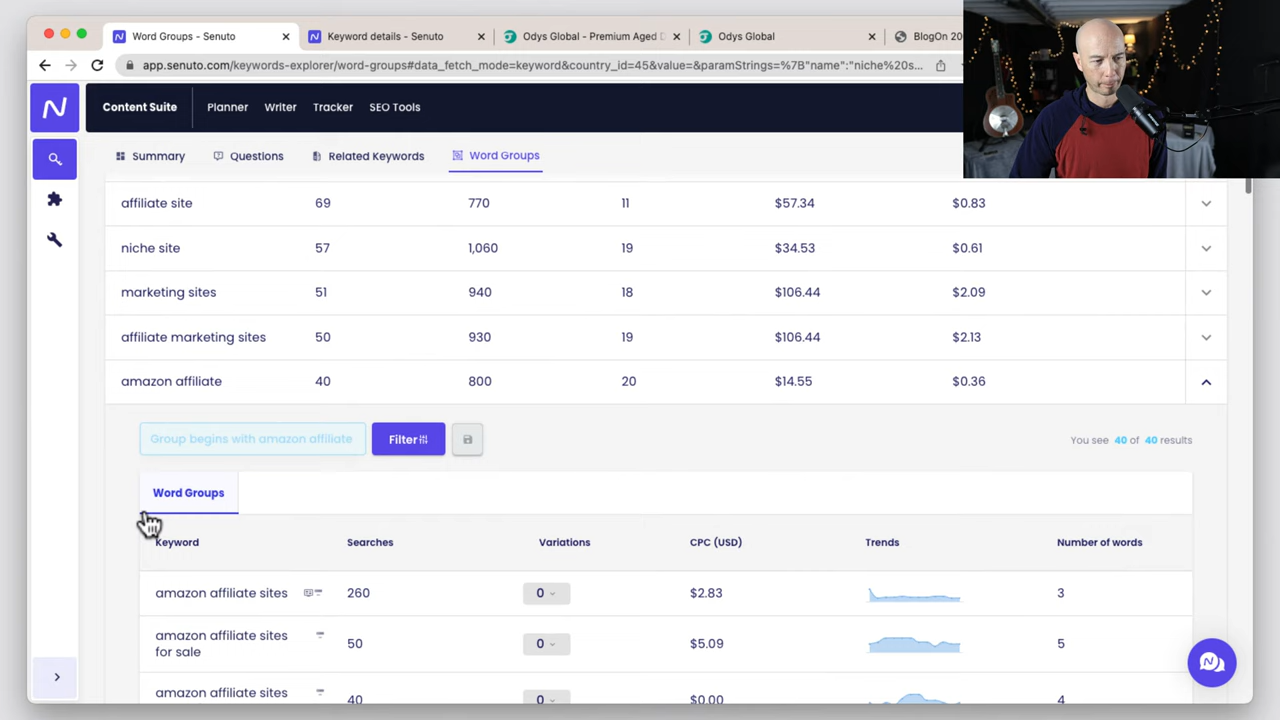 Word Groups - Senuto
Keyword details - Senuto
Odys Global - Premium Aged D
Odys Global
BlogOn 20
app.senuto.com/keywords-explorer/word-groups#data_fetch_mode=keyword&country_id=45&value=&paramStrings=%7B"name":"niche%20s...
N
Content Suite
Planner
Writer
Tracker
SEO Tools
Summary
Questions
Related Keywords
Word Groups
affiliate site 69 770 11 $57.34 $0.83
niche site 57 1,060 19 $34.53 $0.61
marketing sites 51 940 18 $106.44 $2.09
affiliate marketing sites 50 930 19 $106.44 $2.13
amazon affiliate 40 800 20 $14.55 $0.36
Group begins with amazon affiliate
Filter
You see 40 of 40 results
Word Groups
Keyword Searches Variations CPC (USD) Trends Number of words
amazon affiliate sites 260 0 $2.83 3
amazon affiliate sites
for sale 50 0 $5.09 5
amazon affiliate sites
40 0 $0.00 4